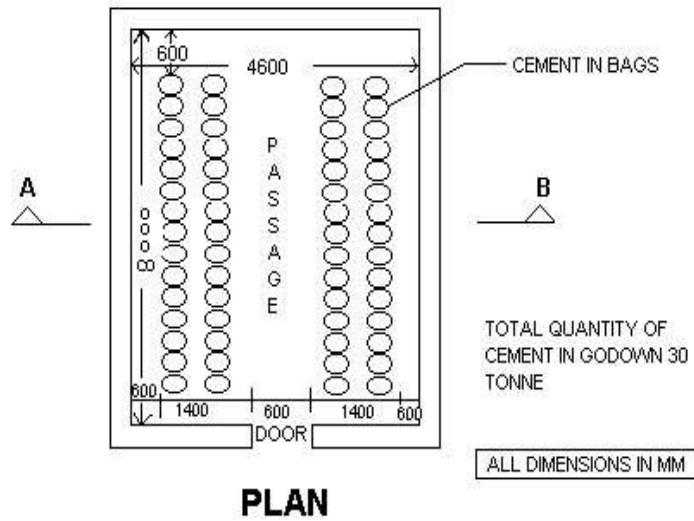 600
4600
CEMENT IN BAGS
PASSAGE
A
B
8000
TOTAL QUANTITY OF
CEMENT IN GODOWN 30
TONNE
600
1400
600
1400
600
DOOR
ALL DIMENSIONS IN MM
PLAN